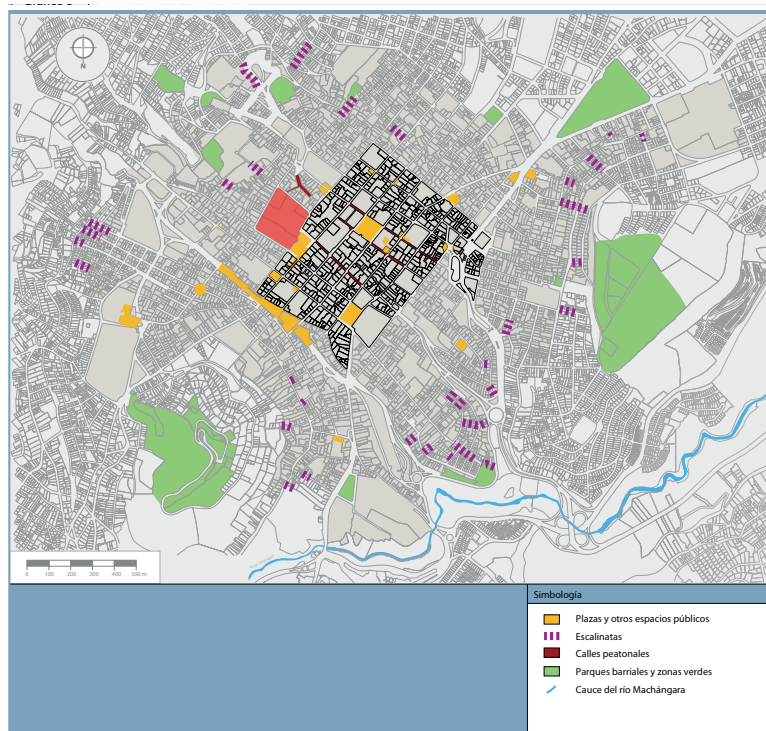 N
0 100 200 300 400 500 m
Simbología
Plazas y otros espacios públicos
Escalinatas
Calles peatonales
Parques barriales y zonas verdes
Cauce del río Machángara